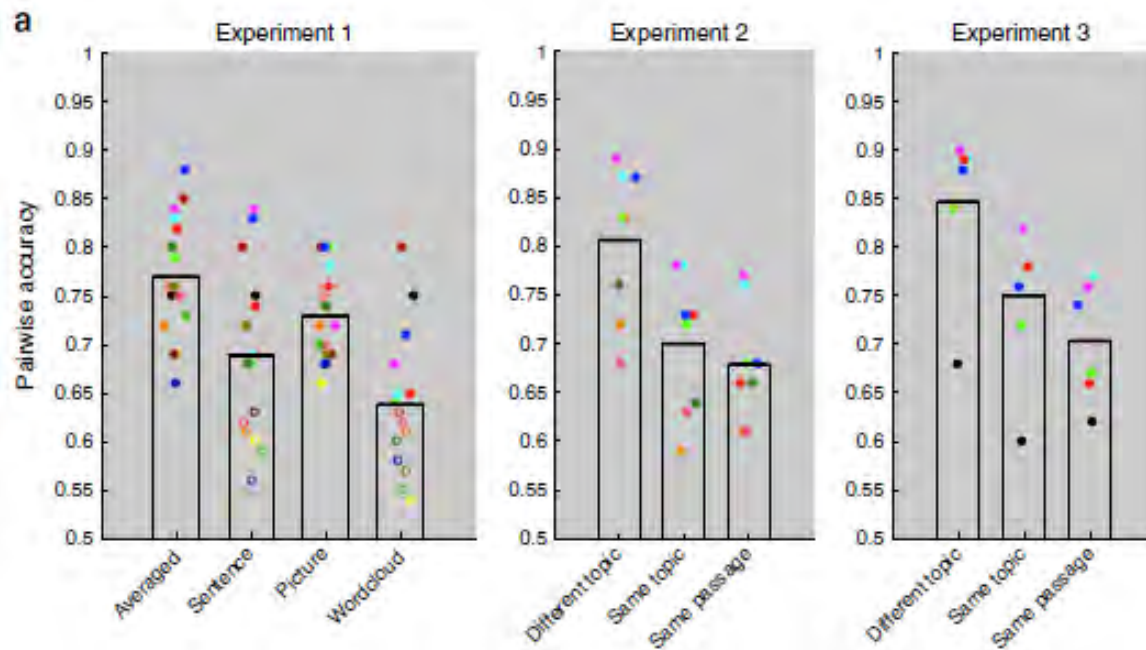 a
Experiment 1
Experiment 2
Experiment 3
Pairwise accuracy
1
0.95
0.9
0.85
0.8
0.75
0.7
0.65
0.6
0.55
0.5
Averaged
Sentence
Picture
Wordcloud
1
0.95
0.9
0.85
0.8
0.75
0.7
0.65
0.6
0.55
0.5
Different topic
Same topic
Same passage
1
0.95
0.9
0.85
0.8
0.75
0.7
0.65
0.6
0.55
0.5
Different topic
Same topic
Same passage